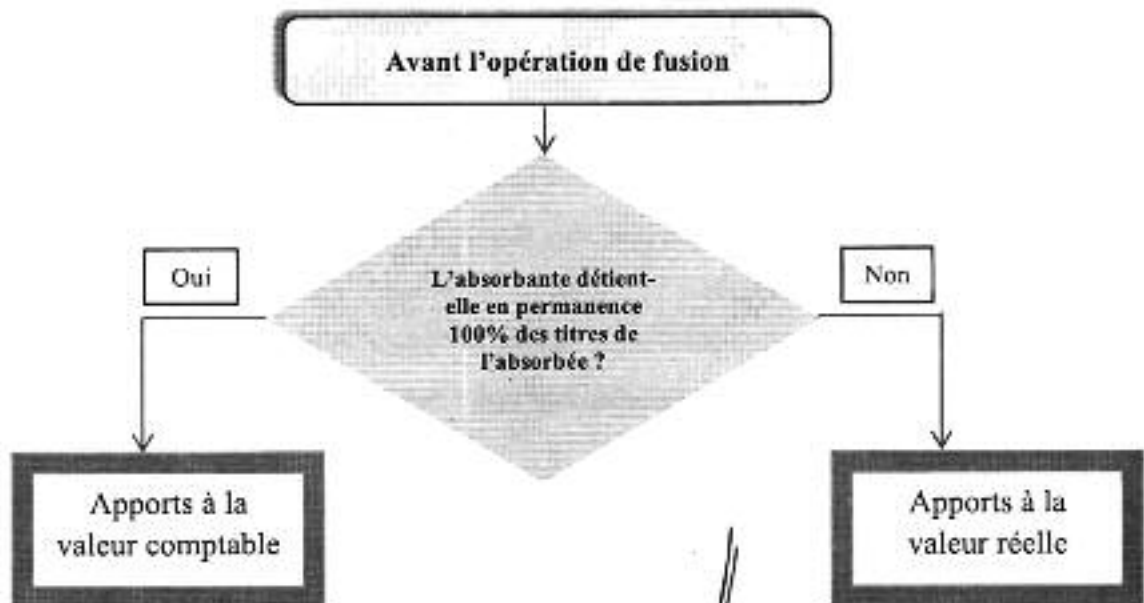 Avant l'opération de fusion
Oui
L'absorbante détient-
elle en permanence
100% des titres de
l'absorbée ?
Non
Apports à la
valeur comptable
Apports à la
valeur réelle